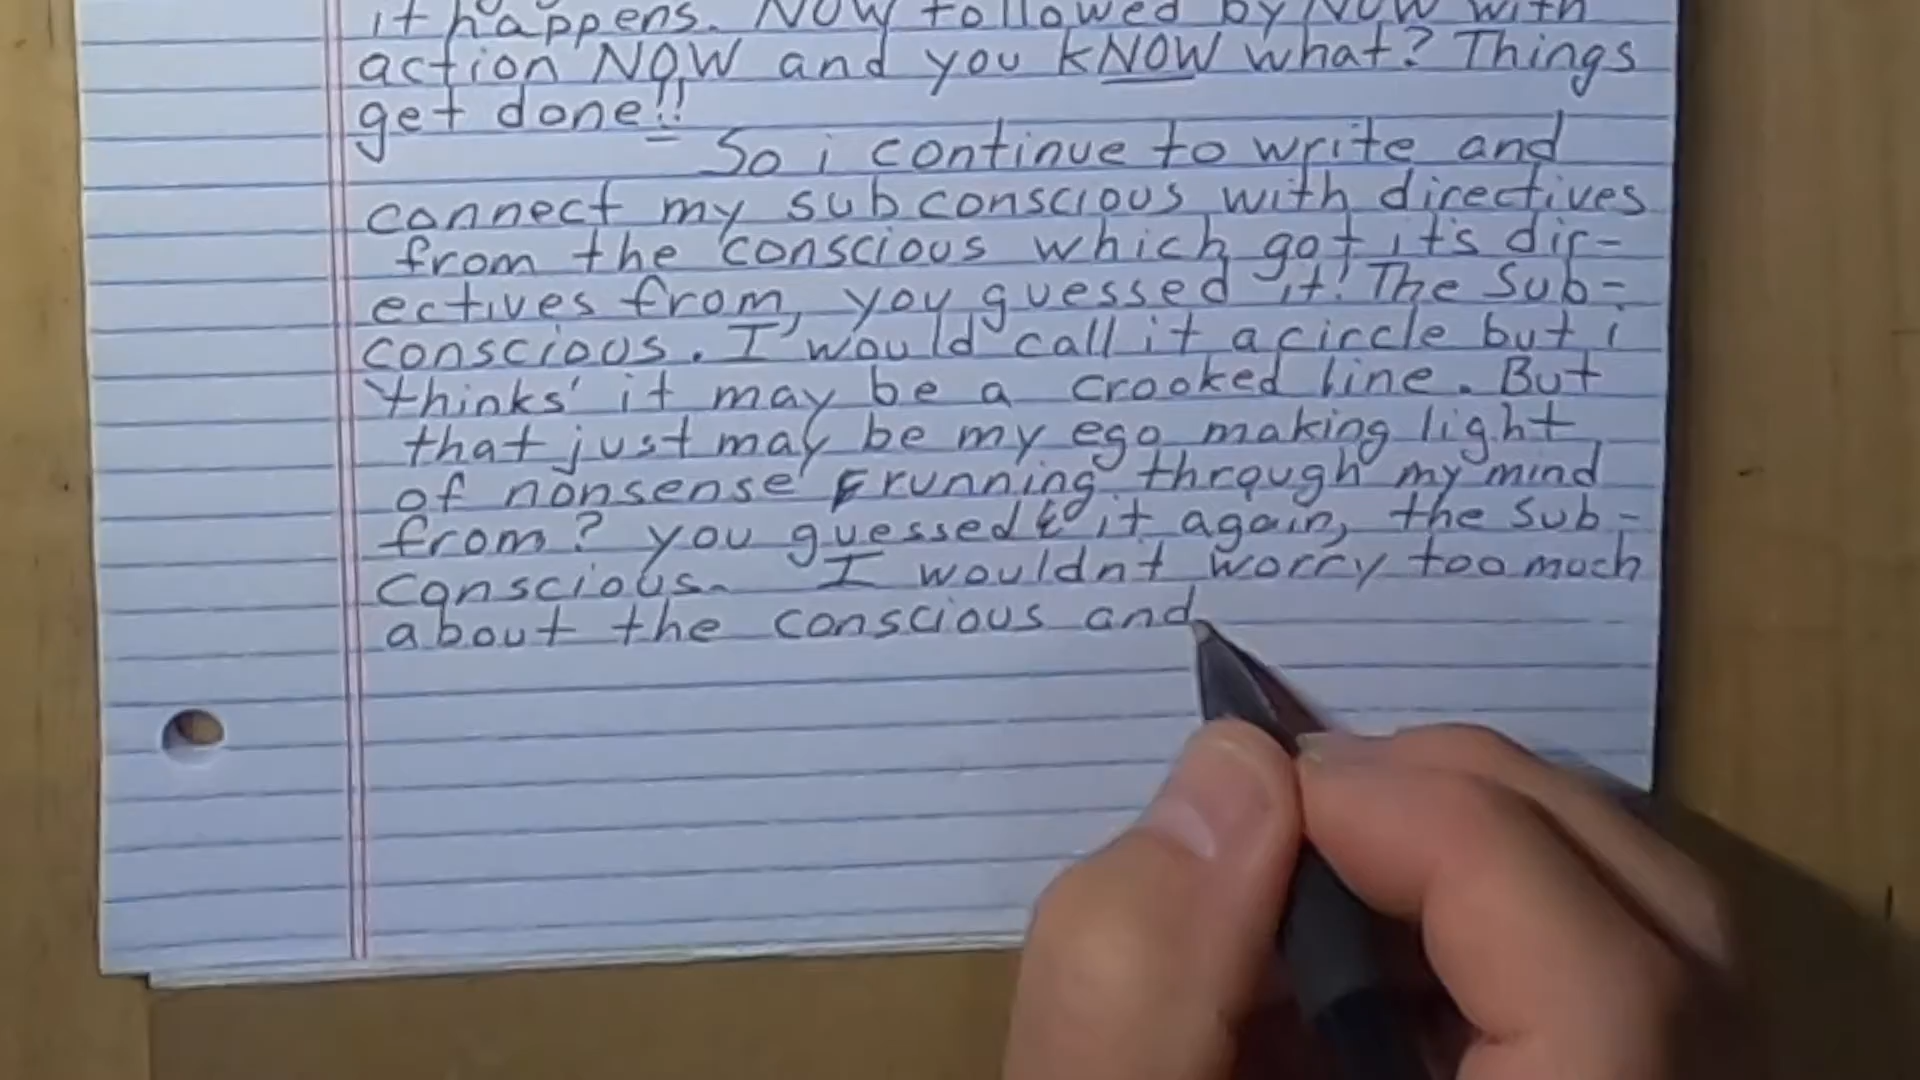 it happens. NOW followed by NOW with
action NOW and you kNOW what? Things
get done!!
So i continue to write and
connect my subconscious with directives
from the conscious which got it's dir-
ectives from, you guessed it! The Sub-
conscious. I would call it a circle but i
'thinks' it may be a crooked line. But
that just may be my ego making light
of nonsense running through my mind
from? you guessed it again, the sub-
conscious. I wouldnt worry too much
about the conscious and